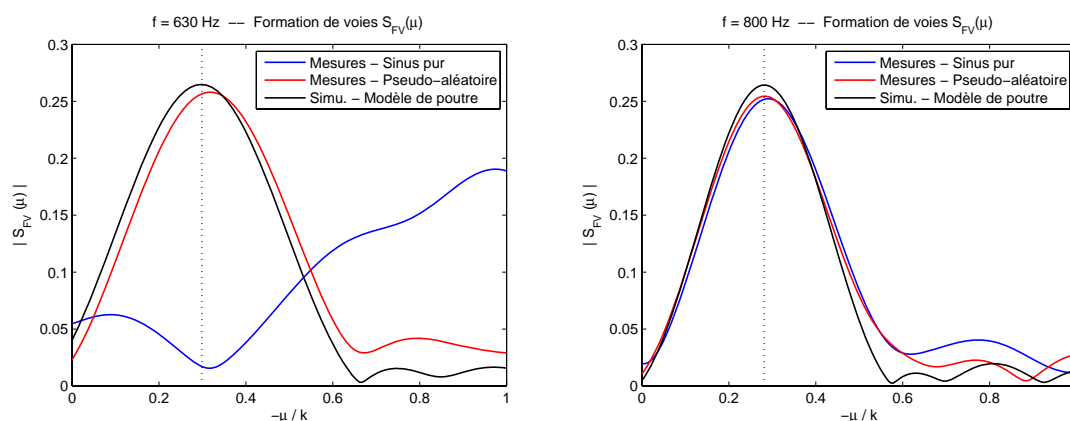 f = 630 Hz −− Formation de voies S_FV(μ)
0.3
0.25
0.2
0.15
0.1
0.05
0
| S_FV (μ) |
Mesures − Sinus pur
Mesures − Pseudo−aléatoire
Simu. − Modèle de poutre
0 0.2 0.4 0.6 0.8 1
−μ / k
f = 800 Hz −− Formation de voies S_FV(μ)
0.3
0.25
0.2
0.15
0.1
0.05
0
| S_FV (μ) |
Mesures − Sinus pur
Mesures − Pseudo−aléatoire
Simu. − Modèle de poutre
0 0.2 0.4 0.6 0.8
−μ / k